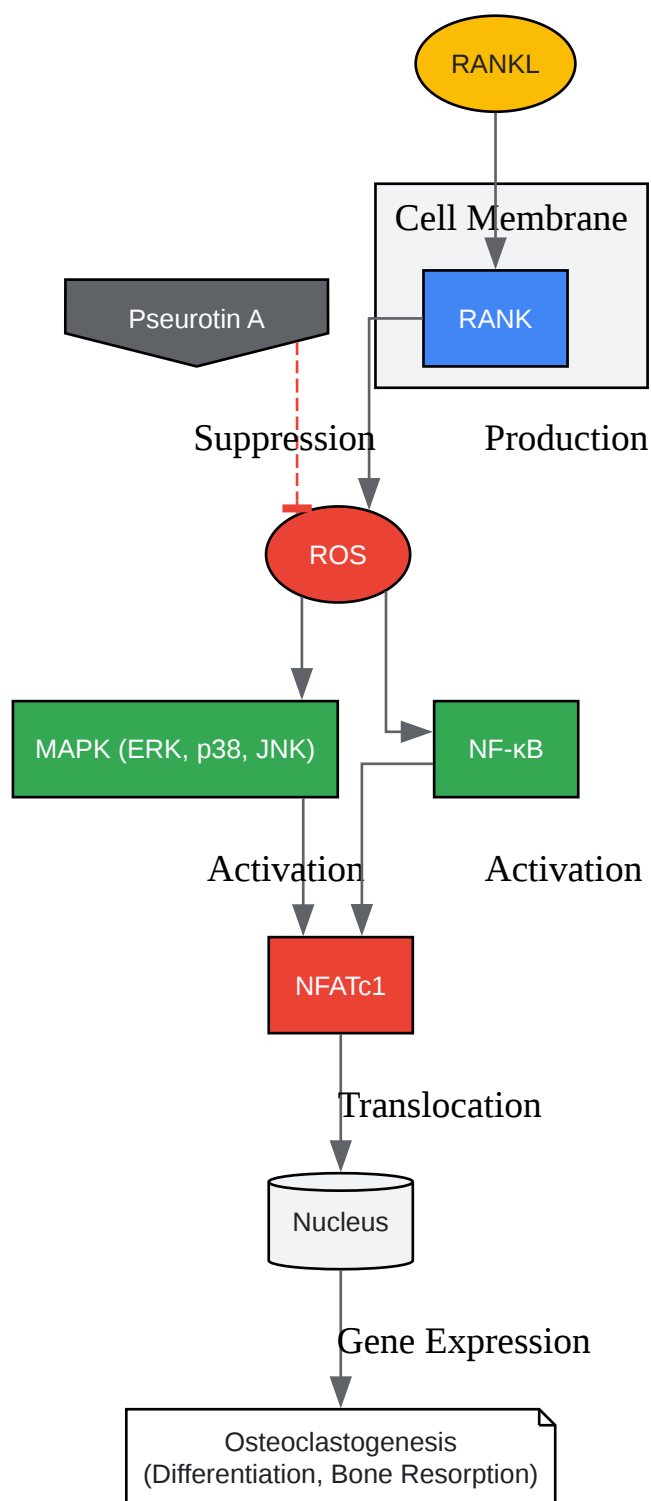 RANKL
Cell Membrane
Pseurotin A
RANK
Suppression
Production
ROS
MAPK (ERK, p38, JNK)
NF-κB
Activation
Activation
NFATc1
Translocation
Nucleus
Gene Expression
Osteoclastogenesis
(Differentiation, Bone Resorption)